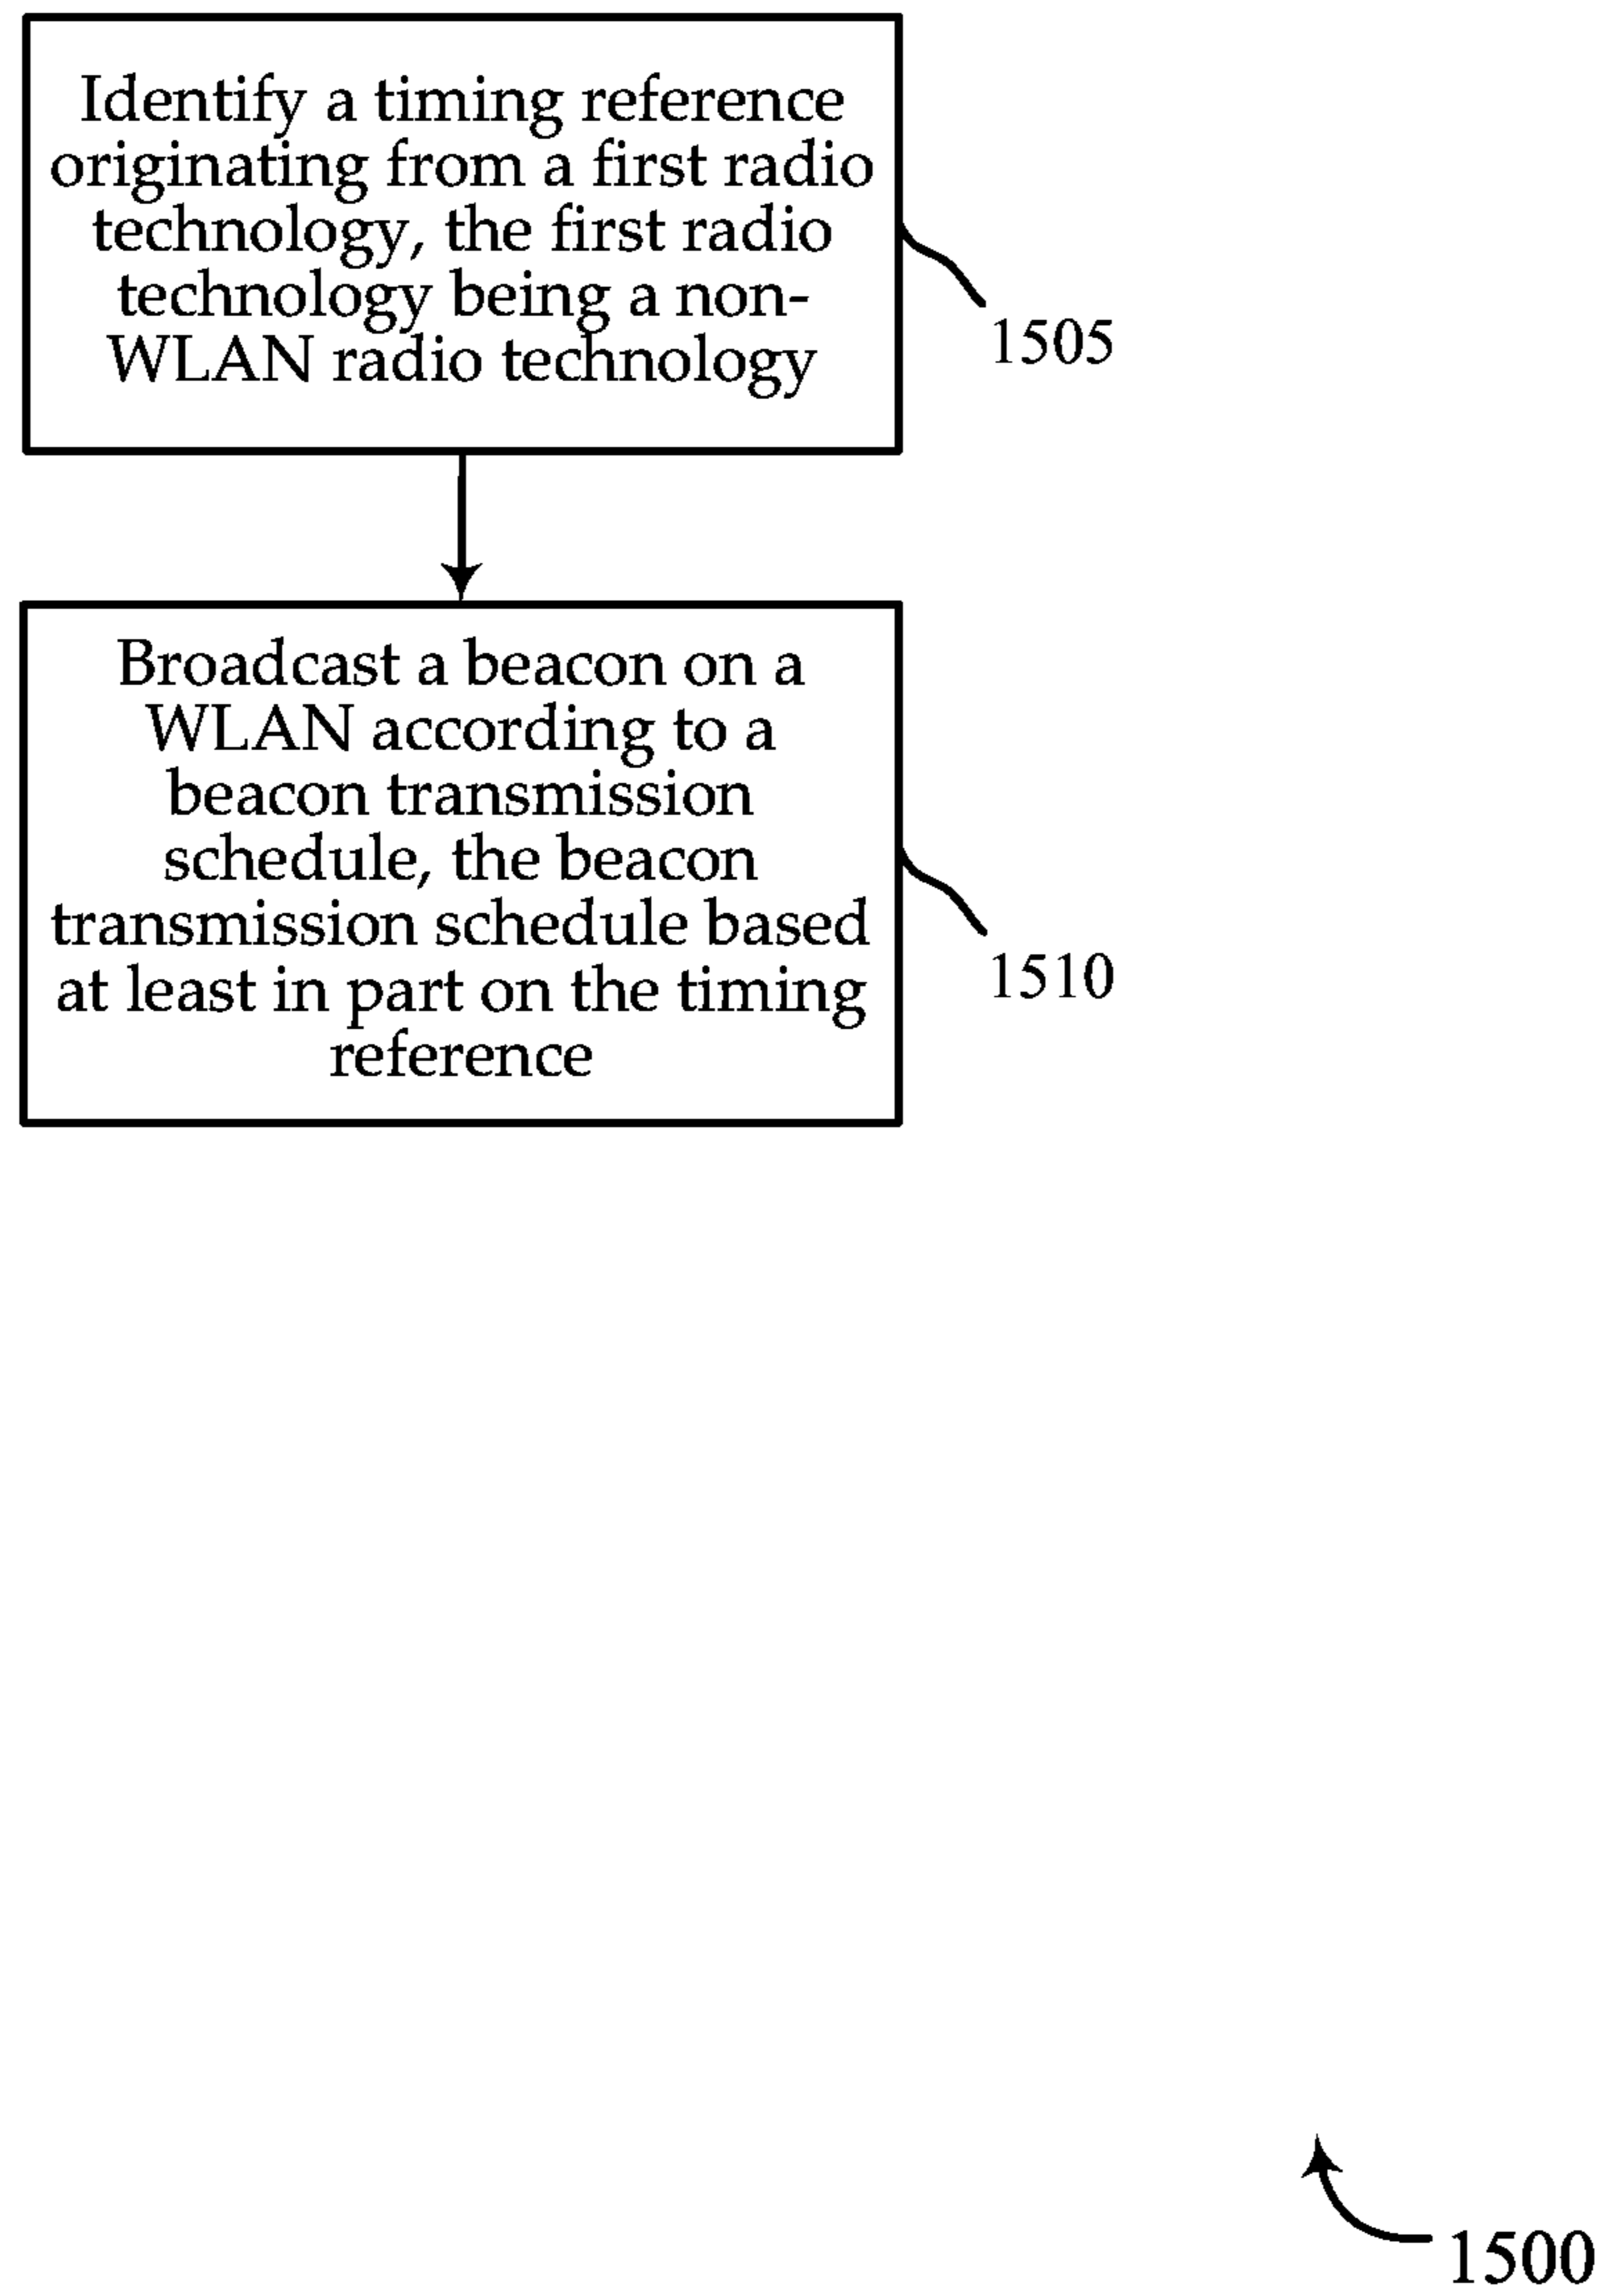 Identify a timing reference
originating from a first radio
technology, the first radio
technology being a non-
WLAN radio technology
1505
Broadcast a beacon on a
WLAN according to a
beacon transmission
schedule, the beacon
transmission schedule based
at least in part on the timing
reference
1510
1500